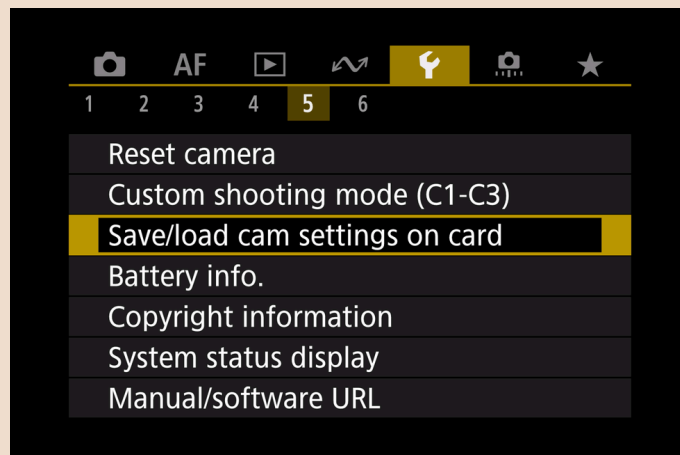 AF
1 2 3 4 5 6
Reset camera
Custom shooting mode (C1-C3)
Save/load cam settings on card
Battery info.
Copyright information
System status display
Manual/software URL